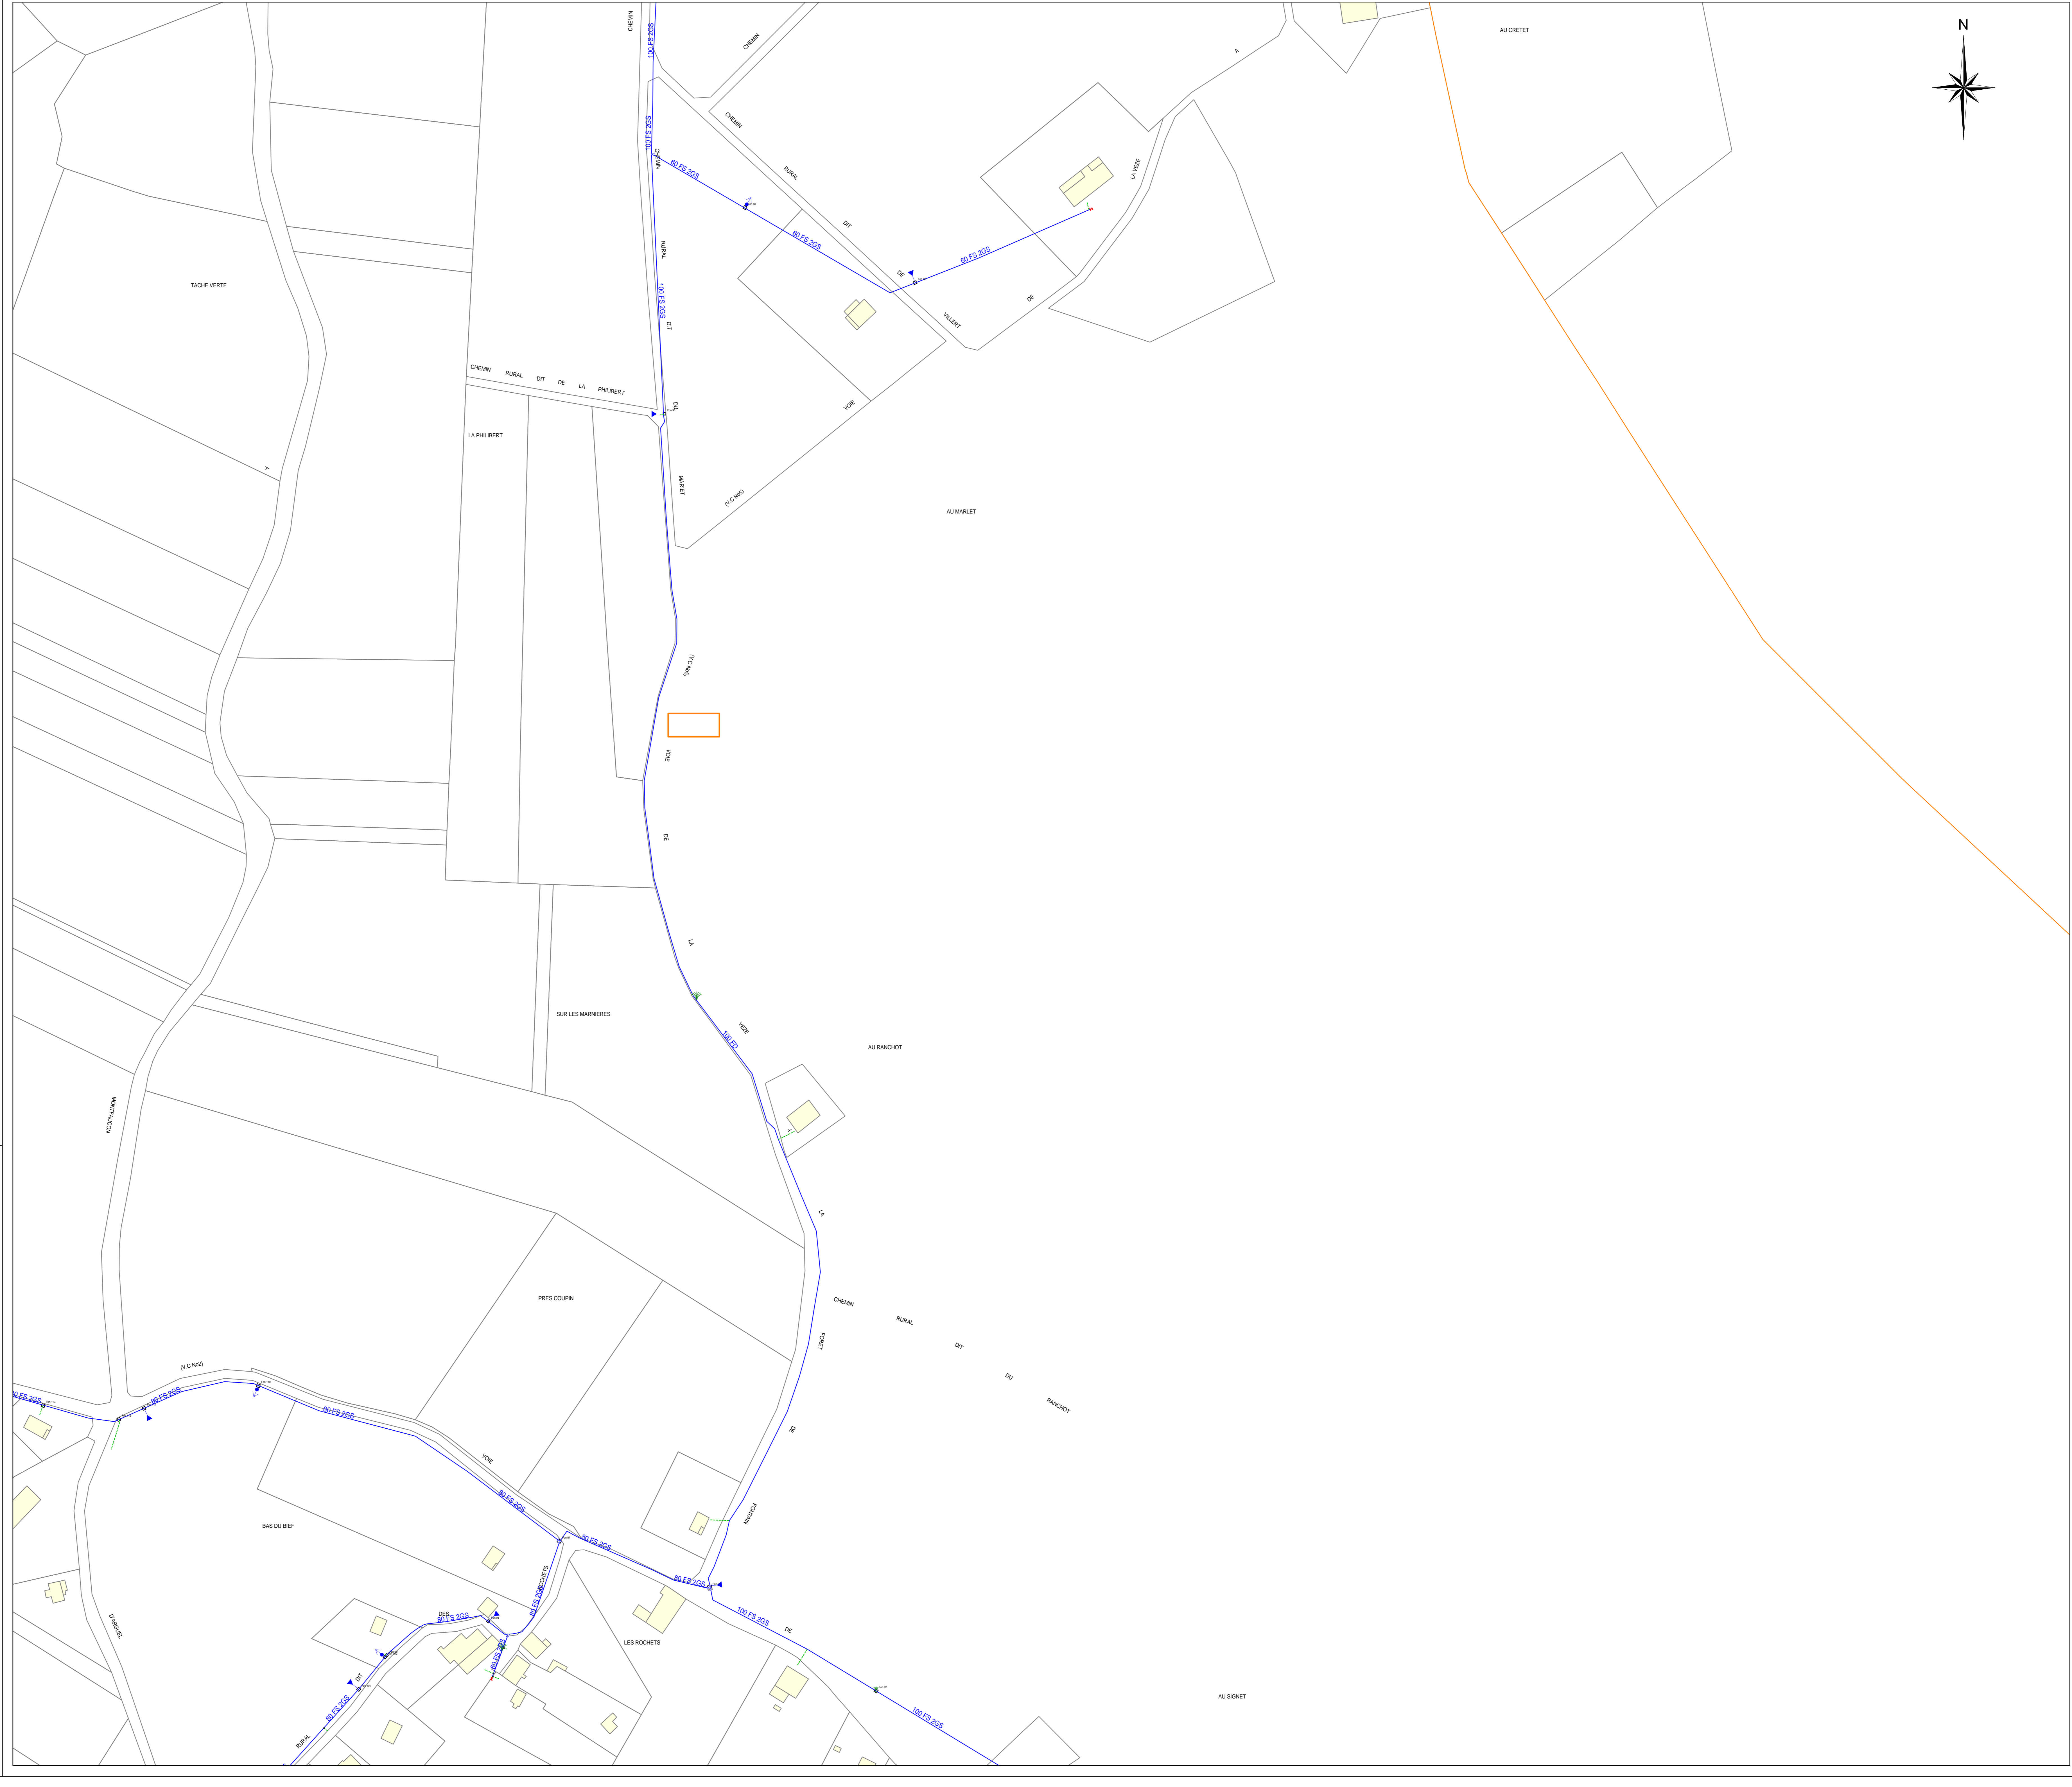 N
AU CRETET
CHEMIN
100 FS 2GS
CHEMIN
A
100 FS 2GS
CHEMIN
RURAL
DIT
DE
VILLERT
CHEMIN
60 FS 2GS
LA VEZE
60 FS 2GS
60 FS 2GS
RURAL
TACHE VERTE
100 FS 2GS
DIT
DE
CHEMIN RURAL DIT DE LA PHILIBERT
DU
VOIE
LA PHILIBERT
A
MARIET
(V.C No5)
AU MARLET
(V.C No5)
VOIE
DE
LA
SUR LES MARNIERES
VEZE
100 FD
AU RANCHOT
MONTFAUCON
A
LA
PRES COUPIN
CHEMIN
RURAL
DIT
DU
RANCHOT
FORET
(V.C No2)
80 FS 2GS
80 FS 2GS
DE
VOIE
80 FS 2GS
FONTAIN
BAS DU BIEF
80 FS 2GS
ROCHETS
80 FS 2GS
80 FS 2GS
DES
80 FS 2GS
100 FS 2GS
DE
D'ARGUEL
LES ROCHETS
DIT
80 FS 2GS
RURAL
AU SIGNET
100 FS 2GS